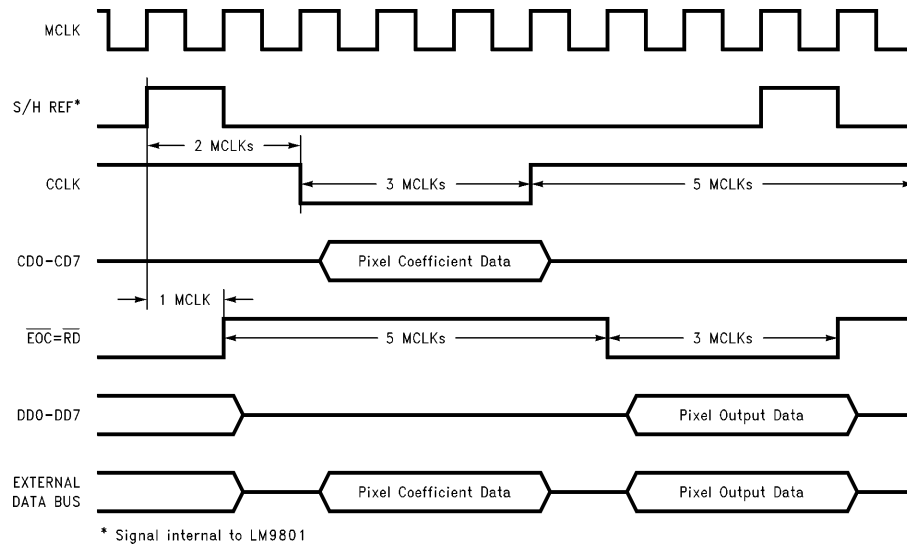 MCLK
S/H REF*
2 MCLKs
CCLK
3 MCLKs
5 MCLKs
CD0-CD7
Pixel Coefficient Data
1 MCLK
EOC=RD
5 MCLKs
3 MCLKs
DD0-DD7
Pixel Output Data
EXTERNAL
DATA BUS
Pixel Coefficient Data
Pixel Output Data
* Signal internal to LM9801